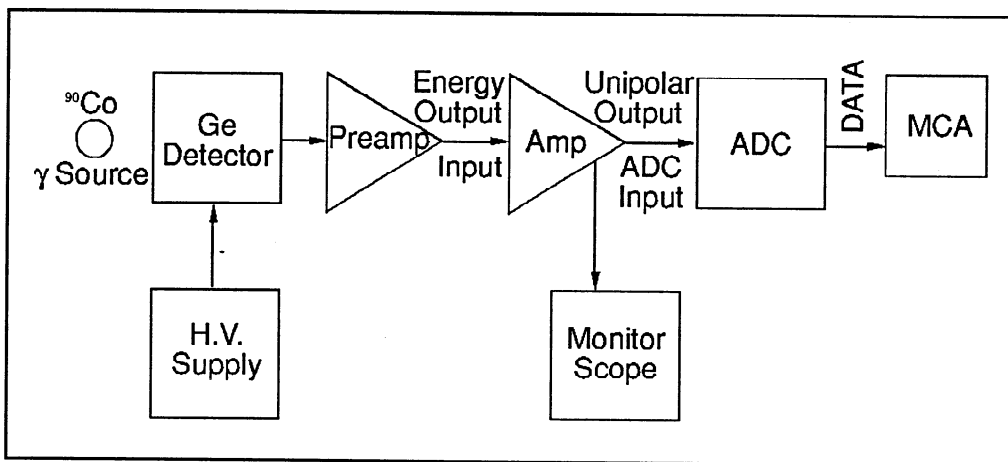 ⁹⁰Co
γ Source
Ge
Detector
Preamp
Energy
Output
Input
Amp
Unipolar
Output
ADC
Input
ADC
DATA
MCA
H.V.
Supply
Monitor
Scope